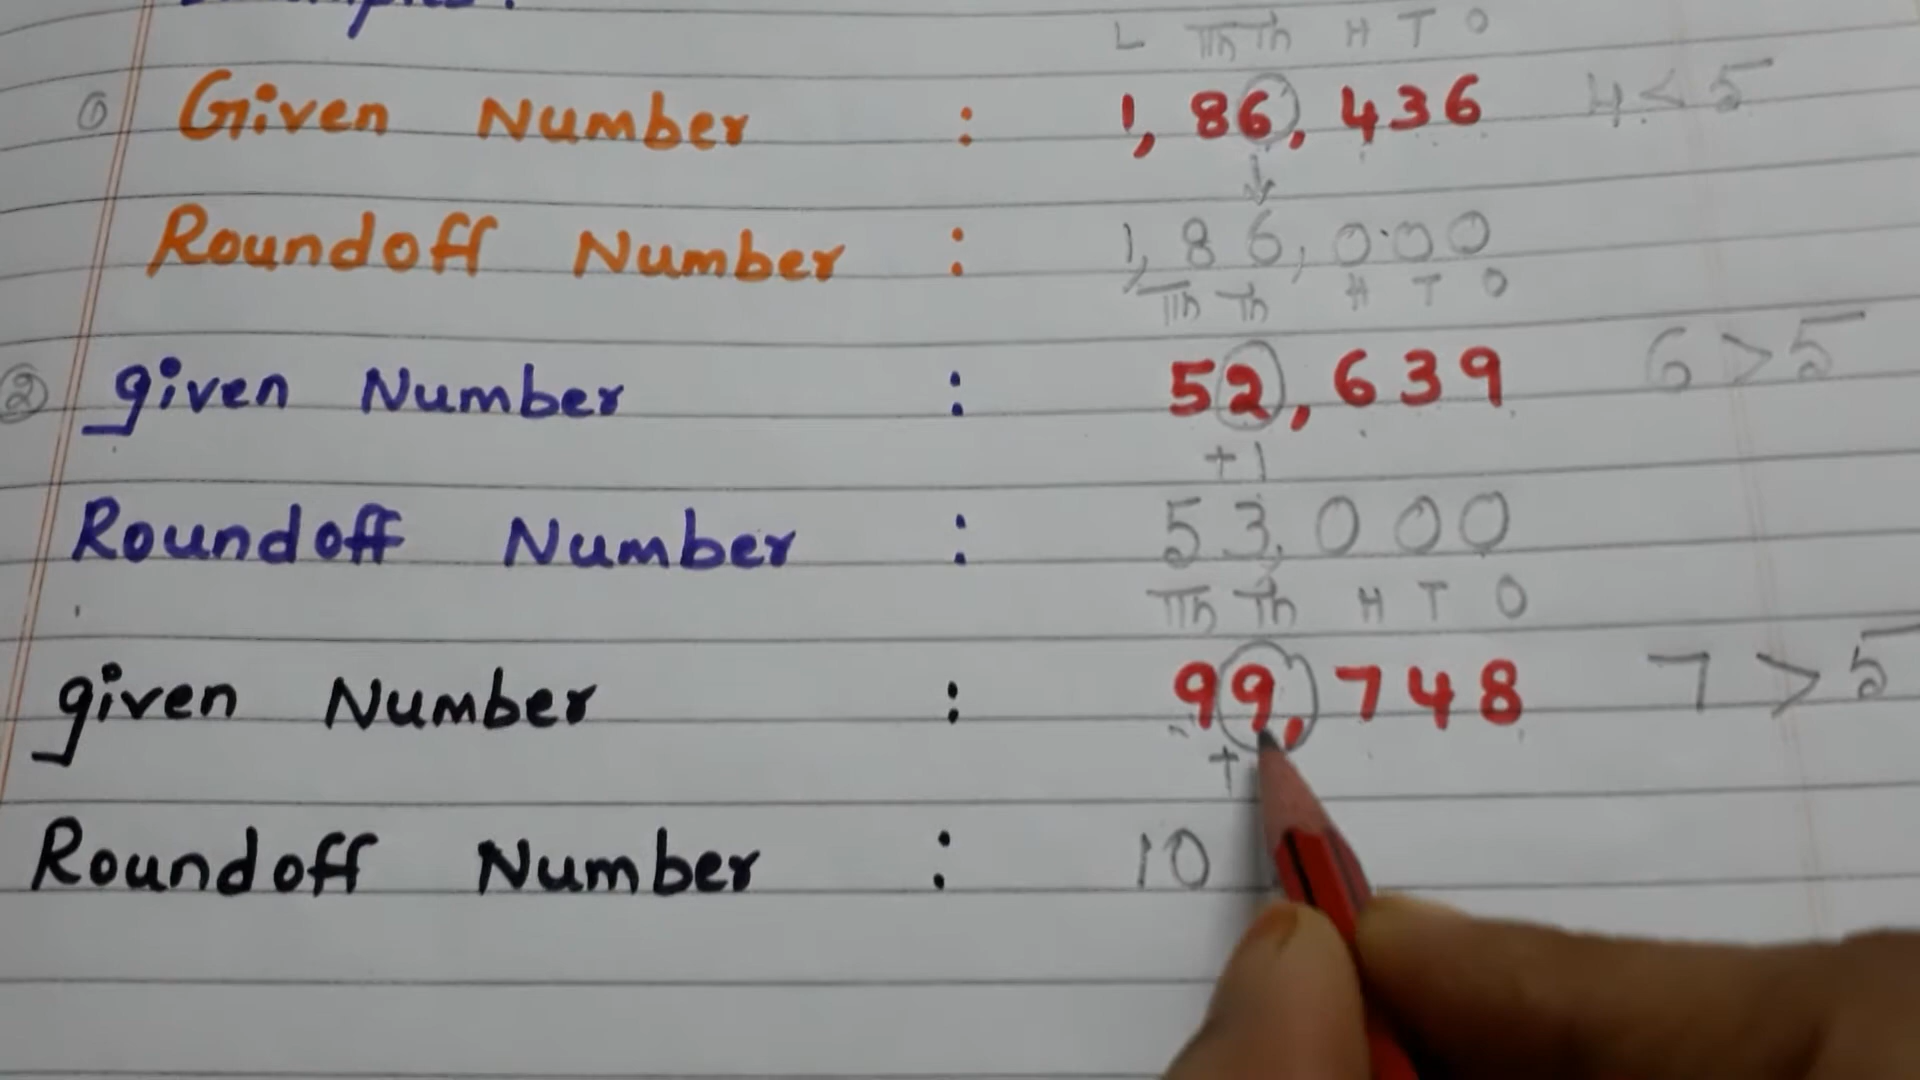 L TTh Th H T O
① Given Number : 1, 86, 436 4 < 5
Roundoff Number : 1, 86, 000
TTh Th H T O
② given Number : 52, 639 6 > 5
+1
Roundoff Number : 53, 000
TTh Th H T O
given Number : 99, 748 7 > 5
+
Roundoff Number : 10